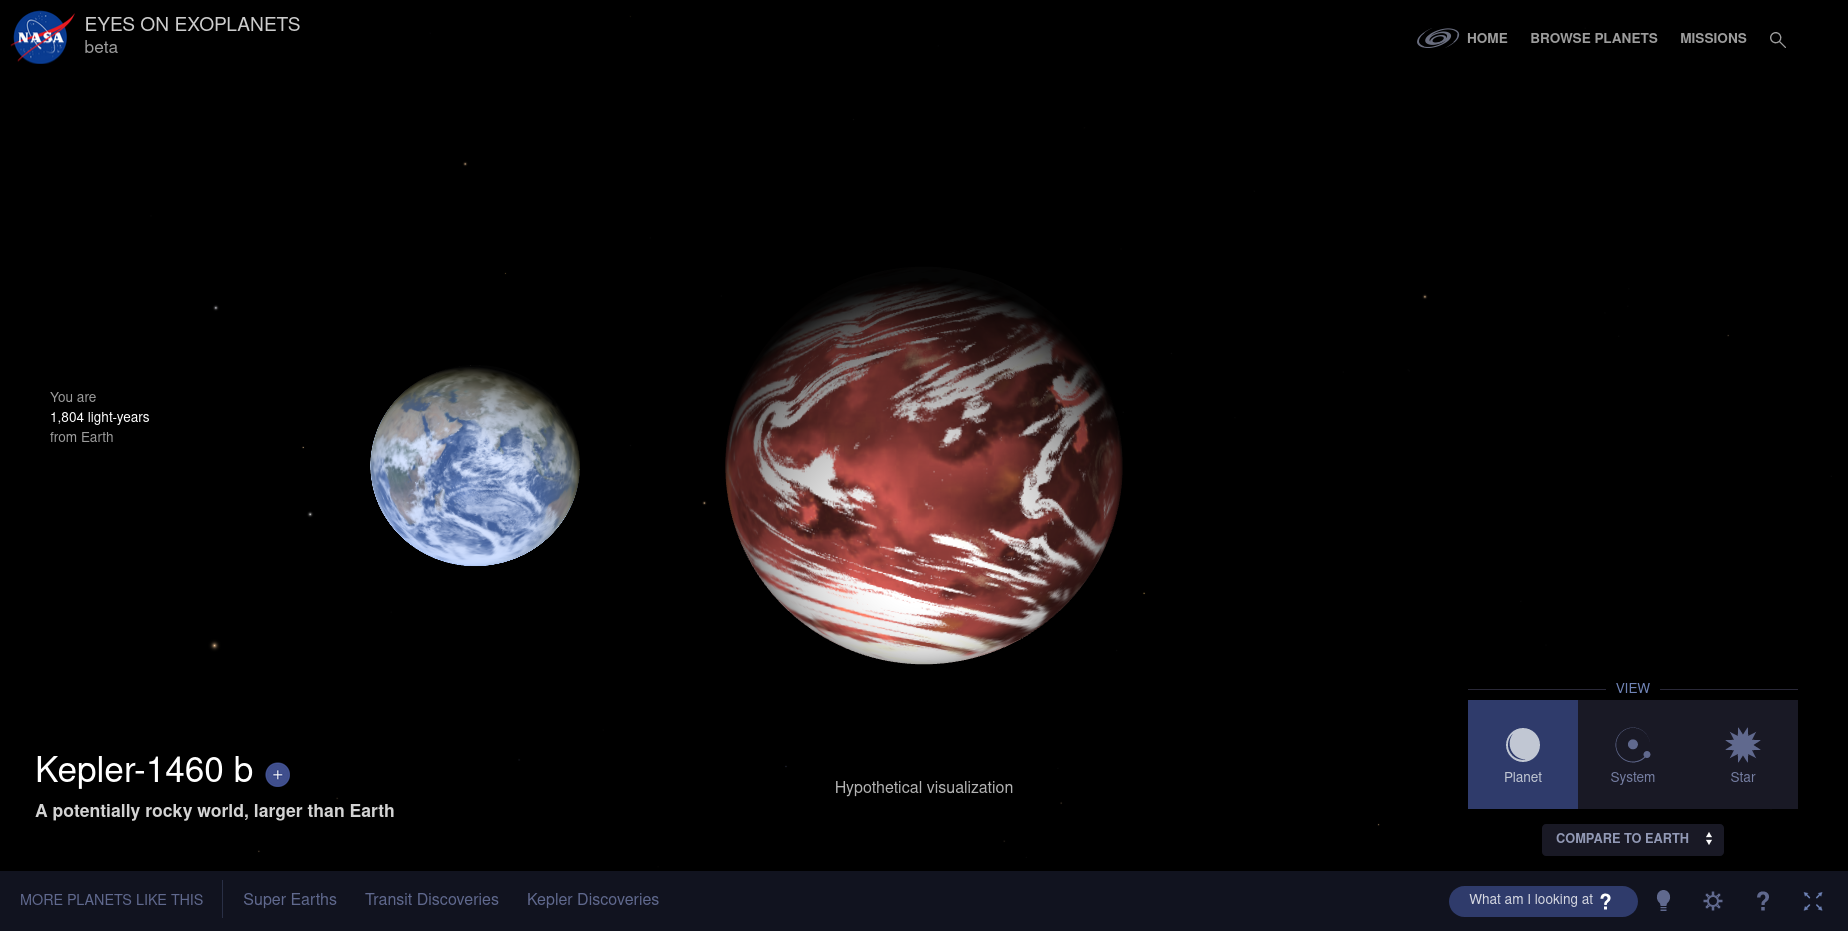 NASA
EYES ON EXOPLANETS
beta
HOME
BROWSE PLANETS
MISSIONS
You are
1,804 light-years
from Earth
Kepler-1460 b +
A potentially rocky world, larger than Earth
Hypothetical visualization
VIEW
Planet
System
Star
COMPARE TO EARTH
MORE PLANETS LIKE THIS
Super Earths
Transit Discoveries
Kepler Discoveries
What am I looking at ?
?